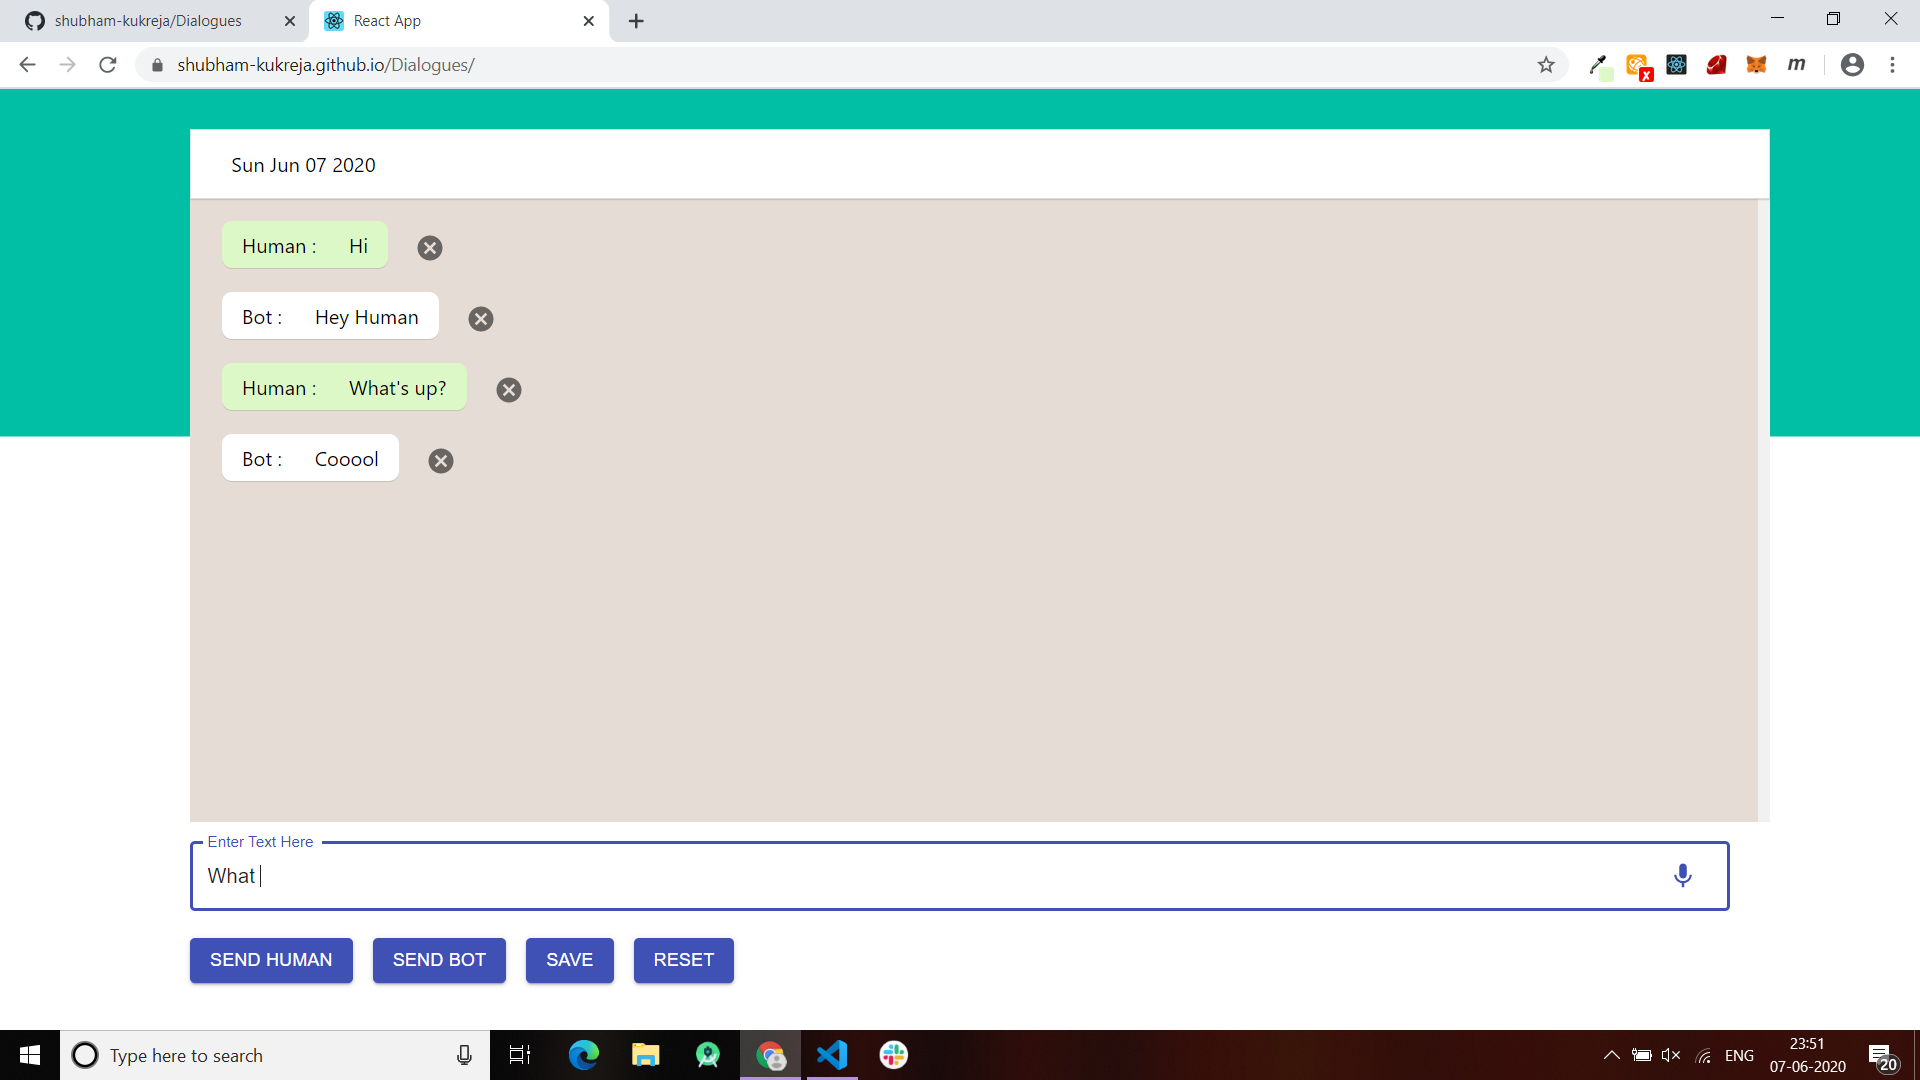 shubham-kukreja/Dialogues
React App
shubham-kukreja.github.io/Dialogues/
m
Sun Jun 07 2020
Human : Hi
Bot : Hey Human
Human : What's up?
Bot : Cooool
Enter Text Here
What
SEND HUMAN SEND BOT SAVE RESET
Type here to search
ENG
23:51
07-06-2020
20